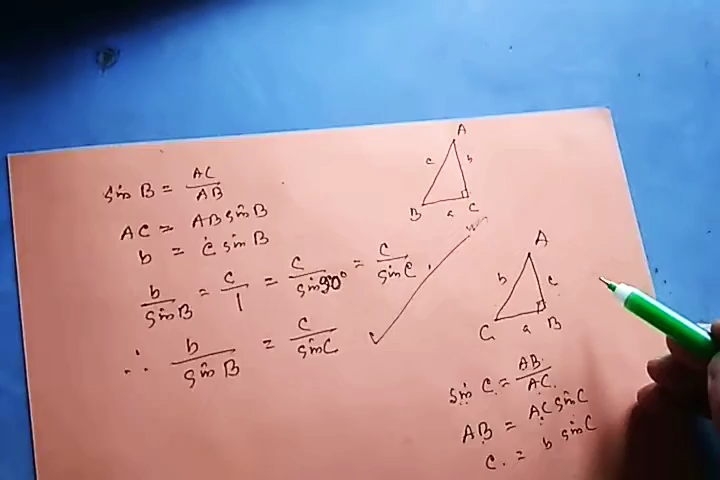 sin B = AC/AB
AC = AB sin B
b = c sin B
b/sin B = c/1 = c/sin 90° = c/sin C.
∴ b/sin B = c/sin C
A
c b
B a C
A
b c
C a B
sin C = AB/AC
AB = AC sin C
c = b sin C